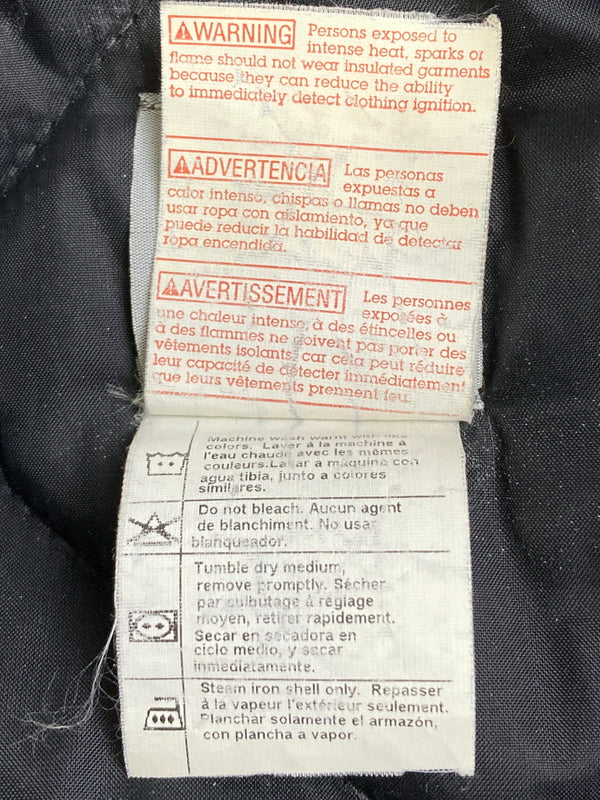 WARNING Persons exposed to
intense heat, sparks or
flame should not wear insulated garments
because they can reduce the ability
to immediately detect clothing ignition.
ADVERTENCIA Las personas
expuestas a
calor intenso, chispas o llamas no deben
usar ropa con aislamiento, ya que
puede reducir la habilidad de detectar
ropa encendida.
AVERTISSEMENT Les personnes
exposées à
une chaleur intense, à des étincelles ou
à des flammes ne doivent pas porter des
vêtements isolants, car cela peut réduire
leur capacité de détecter immédiatement
que leurs vêtements prennent feu.
Machine wash warm with like
colors. Laver à la machine à
l'eau chaude avec les mêmes
couleurs.Lavar a máquina con
agua tibia, junto a colores
similares.
Do not bleach. Aucun agent
de blanchiment. No usar
blanqueador.
Tumble dry medium,
remove promptly. Sécher
par culbutage à réglage
moyen, retirer rapidement.
Secar en secadora en
ciclo medio, y sacar
inmediatamente.
Steam iron shell only. Repasser
à la vapeur l'extérieur seulement.
Planchar solamente el armazón,
con plancha a vapor.